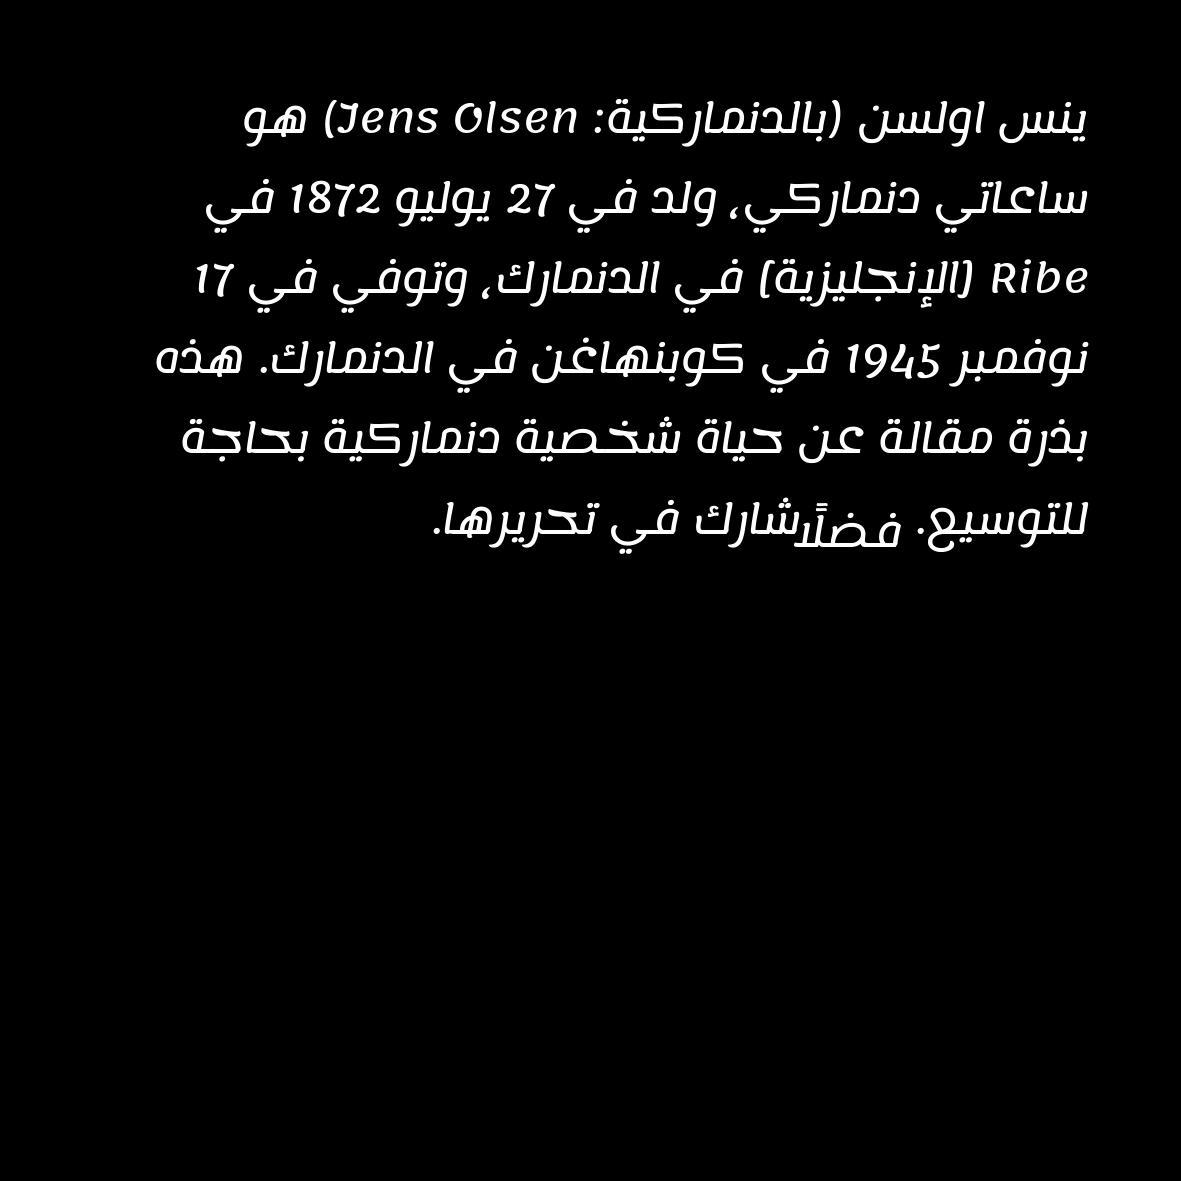 ينس اولسن (بالدنماركية: Jens Olsen) هو
ساعاتي دنماركي، ولد في 27 يوليو 1872 في
Ribe (الإنجليزية) في الدنمارك، وتوفي في 17
نوفمبر 1945 في كوبنهاغن في الدنمارك. هذه
بذرة مقالة عن حياة شخصية دنماركية بحاجة
للتوسيع. فضلًا شارك في تحريرها.